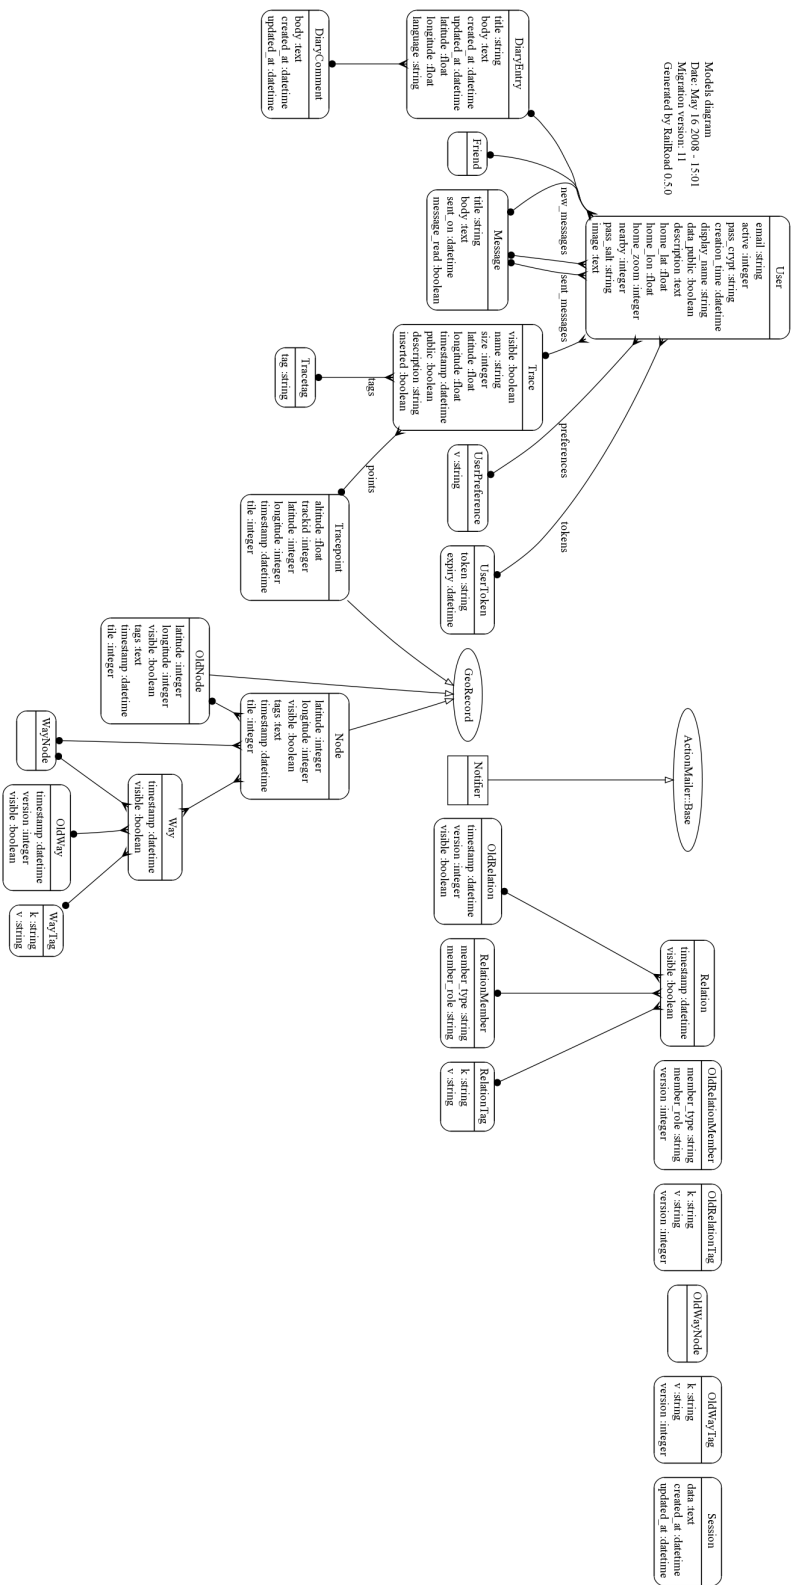 Models diagram
Date: May 16 2008 - 15:01
Migration version: 11
Generated by RailRoad 0.5.0
User
email :string
active :integer
pass_crypt :string
creation_time :datetime
display_name :string
data_public :boolean
description :text
home_lat :float
home_lon :float
home_zoom :integer
nearby :integer
pass_salt :string
image :text
ActionMailer::Base
Relation
timestamp :datetime
visible :boolean
OldRelationMember
member_type :string
member_role :string
version :integer
OldRelationTag
k :string
v :string
version :integer
OldWayNode
OldWayTag
k :string
v :string
version :integer
Session
data :text
created_at :datetime
updated_at :datetime
new_messages
sent_messages
preferences
tokens
DiaryEntry
title :string
body :text
created_at :datetime
updated_at :datetime
latitude :float
longitude :float
language :string
Friend
Message
title :string
body :text
sent_on :datetime
message_read :boolean
Trace
visible :boolean
name :string
size :integer
latitude :float
longitude :float
timestamp :datetime
public :boolean
description :string
inserted :boolean
UserPreference
v :string
UserToken
token :string
expiry :datetime
GeoRecord
Notifier
OldRelation
timestamp :datetime
version :integer
visible :boolean
RelationMember
member_type :string
member_role :string
RelationTag
k :string
v :string
tags
points
DiaryComment
body :text
created_at :datetime
updated_at :datetime
Tracetag
tag :string
Tracepoint
altitude :float
trackid :integer
latitude :integer
longitude :integer
timestamp :datetime
tile :integer
Node
latitude :integer
longitude :integer
visible :boolean
tags :text
timestamp :datetime
tile :integer
OldNode
latitude :integer
longitude :integer
visible :boolean
tags :text
timestamp :datetime
tile :integer
Way
timestamp :datetime
visible :boolean
WayNode
OldWay
timestamp :datetime
version :integer
visible :boolean
WayTag
k :string
v :string